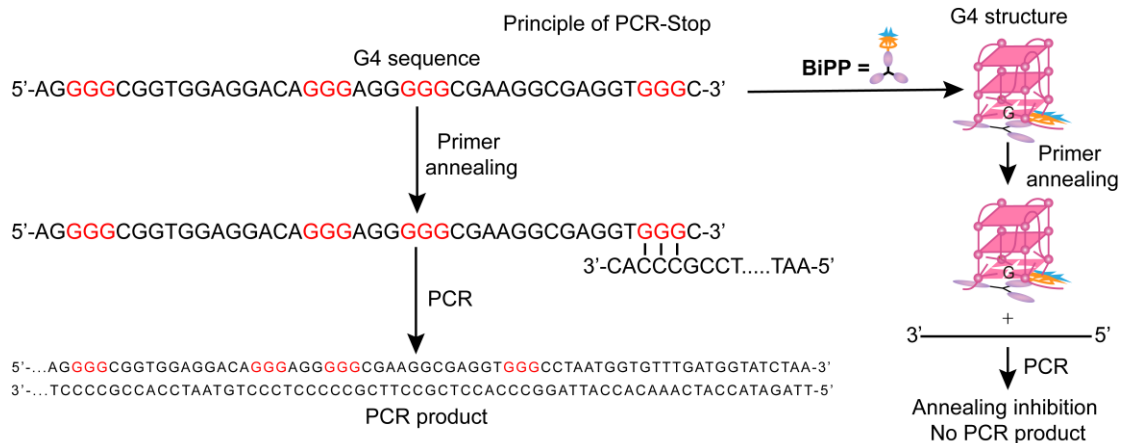 Principle of PCR-Stop
G4 structure
G4 sequence
BiPP =
5'-AGGGGCGGTGGAGGACAGGGAGGGGGCGAAGGCGAGGTGGGC-3'
G
Primer
annealing
Primer
annealing
5'-AGGGGCGGTGGAGGACAGGGAGGGGGCGAAGGCGAGGTGGGC-3'
3'-CACCCGCCT.....TAA-5'
G
PCR
+
3' 5'
5'-...AGGGGCGGTGGAGGACAGGGAGGGGGCGAAGGCGAGGTGGGCCTAATGGTGTTTGATGGTATCTAA-3'
3'-...TCCCCGCCACCTAATGTCCCTCCCCCGCTTCCGCTCCACCCGGATTACCACAAACTACCATAGATT-5'
PCR product
PCR
Annealing inhibition
No PCR product